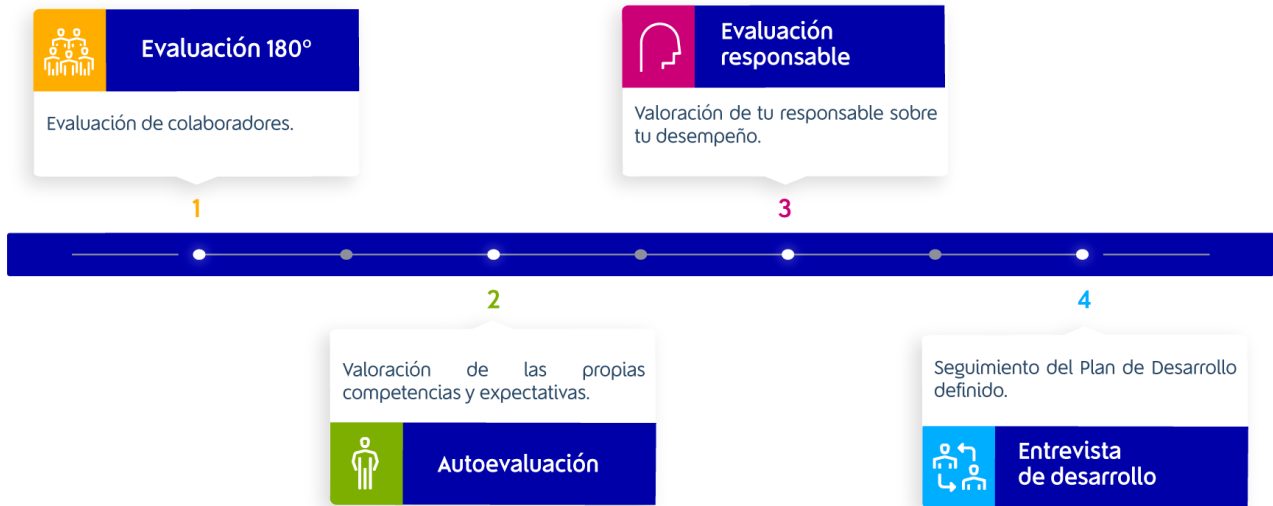 Evaluación 180º
Evaluación de colaboradores.
1
2
Valoración de las propias
competencias y expectativas.
Autoevaluación
Evaluación
responsable
Valoración de tu responsable sobre
tu desempeño.
3
4
Seguimiento del Plan de Desarrollo
definido.
Entrevista
de desarrollo